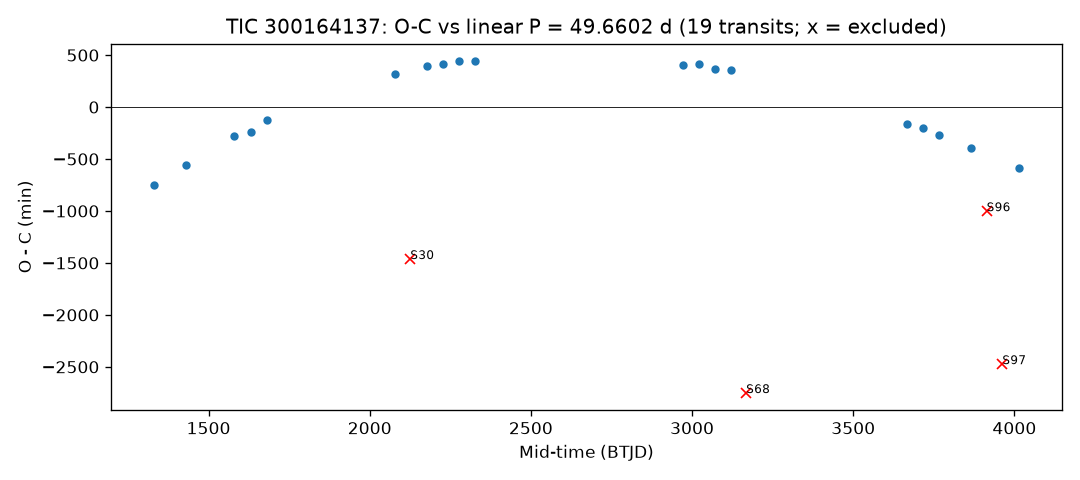 TIC 300164137: O-C vs linear P = 49.6602 d (19 transits; x = excluded)
O - C (min)
500
0
−500
−1000
−1500
−2000
−2500
S30
S68
S96
S97
1500
2000
2500
3000
3500
4000
Mid-time (BTJD)